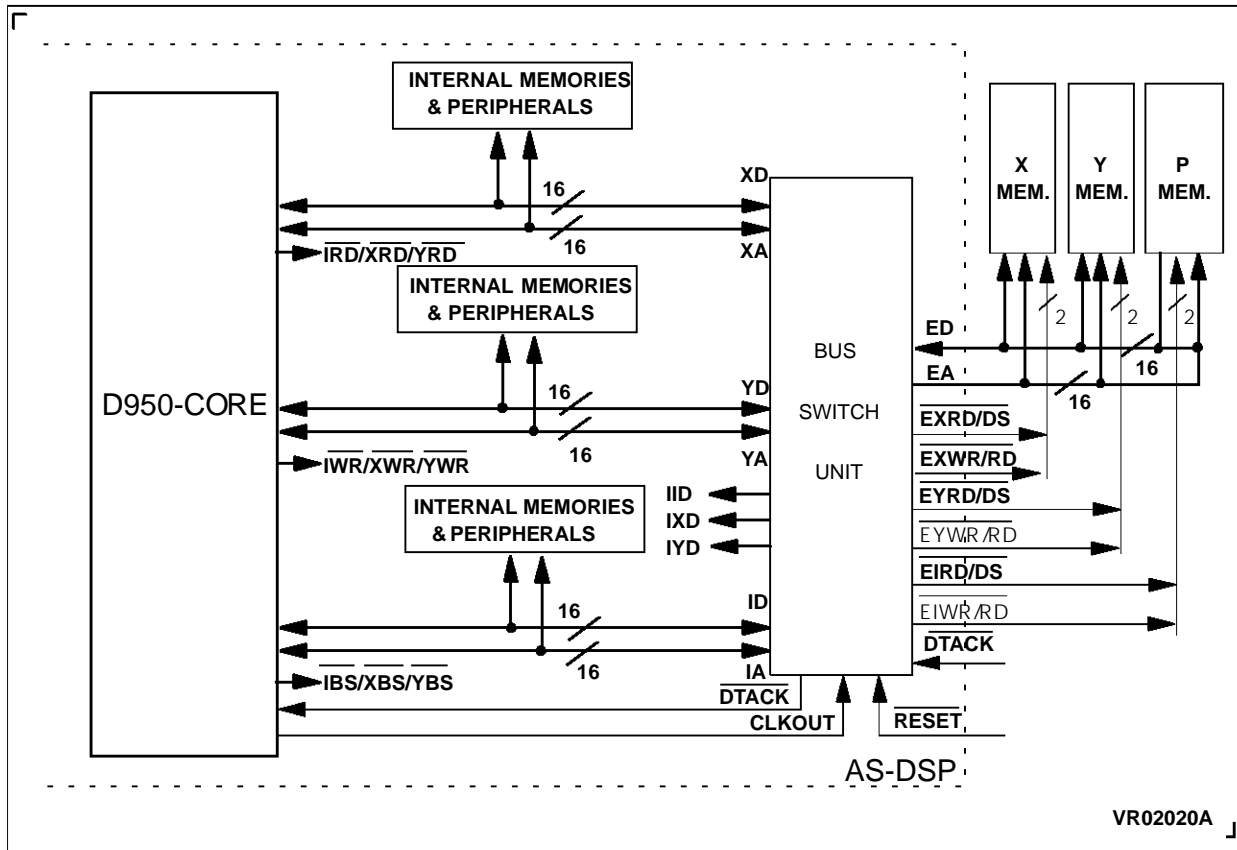 INTERNAL MEMORIES
& PERIPHERALS
D950-CORE
16
16
XD
XA
IRD/XRD/YRD
INTERNAL MEMORIES
& PERIPHERALS
16
16
YD
YA
IWR/XWR/YWR
IID
IXD
IYD
INTERNAL MEMORIES
& PERIPHERALS
16
16
ID
IA
IBS/XBS/YBS
DTACK
CLKOUT
BUS
SWITCH
UNIT
X
MEM.
Y
MEM.
P
MEM.
2
2
2
ED
16
EA
16
EXRD/DS
EXWR/RD
EYRD/DS
EYWR/RD
EIRD/DS
EIWR/RD
DTACK
RESET
AS-DSP
VR02020A